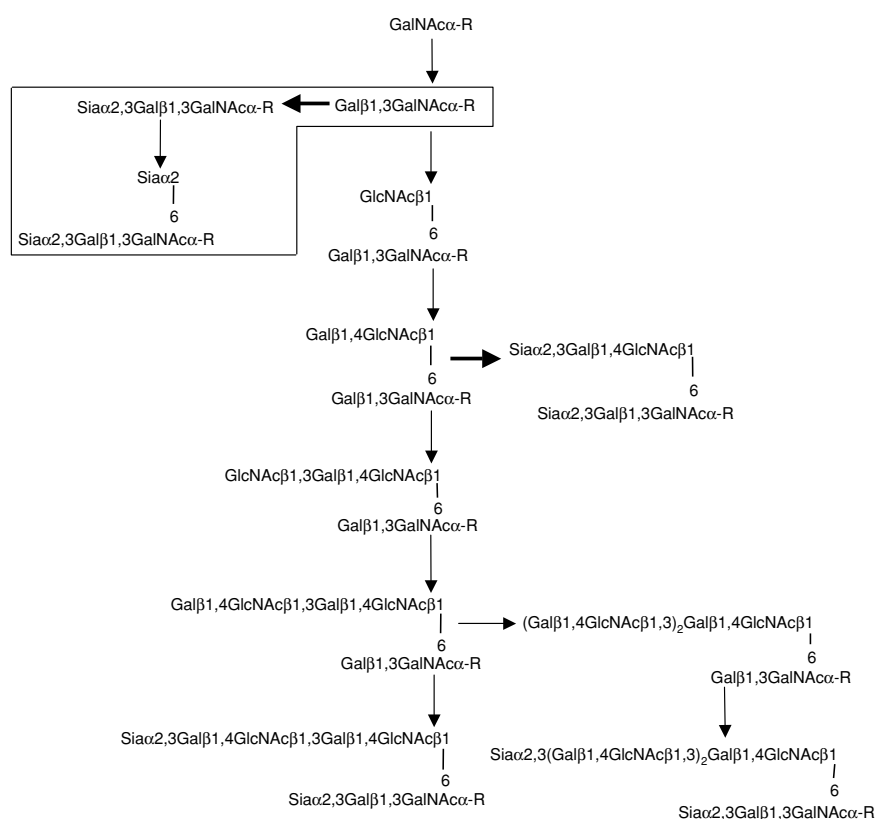 GalNAcα-R
Siaα2,3Galβ1,3GalNAcα-R
Galβ1,3GalNAcα-R
Siaα2
6
Siaα2,3Galβ1,3GalNAcα-R
GlcNAcβ1
6
Galβ1,3GalNAcα-R
Galβ1,4GlcNAcβ1
6
Galβ1,3GalNAcα-R
Siaα2,3Galβ1,4GlcNAcβ1
6
Siaα2,3Galβ1,3GalNAcα-R
GlcNAcβ1,3Galβ1,4GlcNAcβ1
6
Galβ1,3GalNAcα-R
Galβ1,4GlcNAcβ1,3Galβ1,4GlcNAcβ1
6
Galβ1,3GalNAcα-R
(Galβ1,4GlcNAcβ1,3)₂Galβ1,4GlcNAcβ1
6
Galβ1,3GalNAcα-R
Siaα2,3Galβ1,4GlcNAcβ1,3Galβ1,4GlcNAcβ1
6
Siaα2,3Galβ1,3GalNAcα-R
Siaα2,3(Galβ1,4GlcNAcβ1,3)₂Galβ1,4GlcNAcβ1
6
Siaα2,3Galβ1,3GalNAcα-R